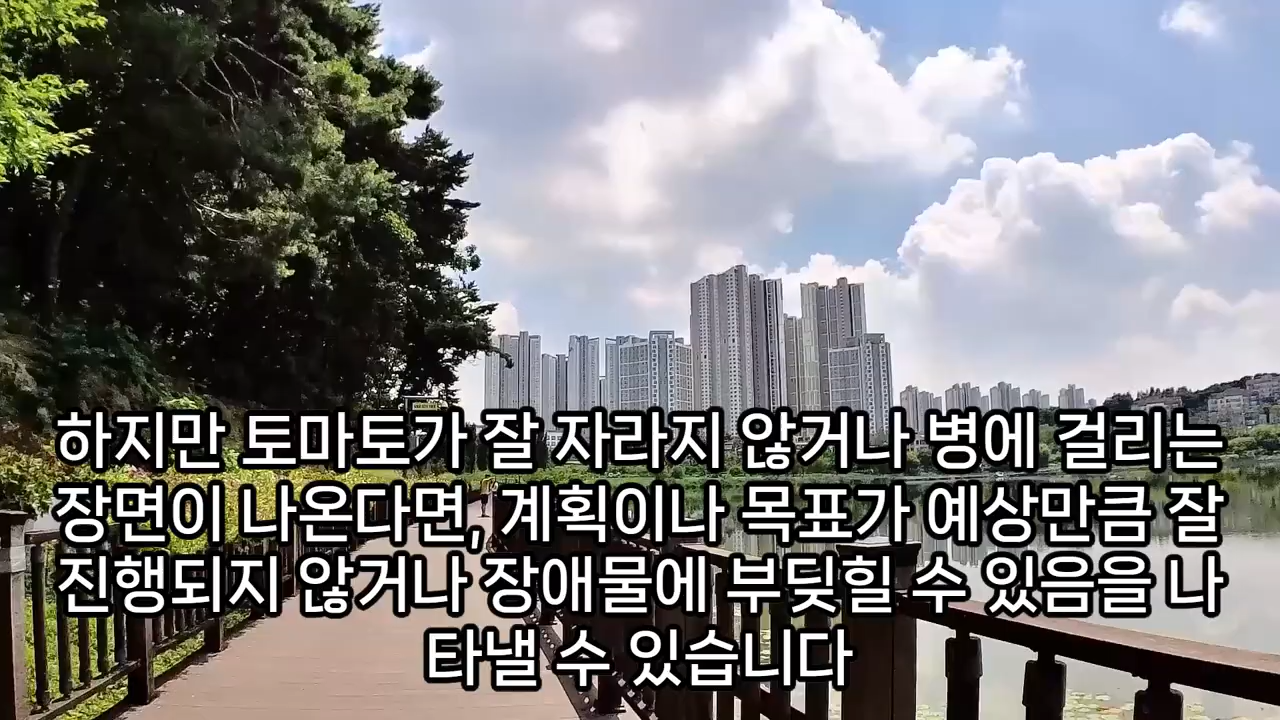 하지만 토마토가 잘 자라지 않거나 병에 걸리는
장면이 나온다면, 계획이나 목표가 예상만큼 잘
진행되지 않거나 장애물에 부딪힐 수 있음을 나
타낼 수 있습니다